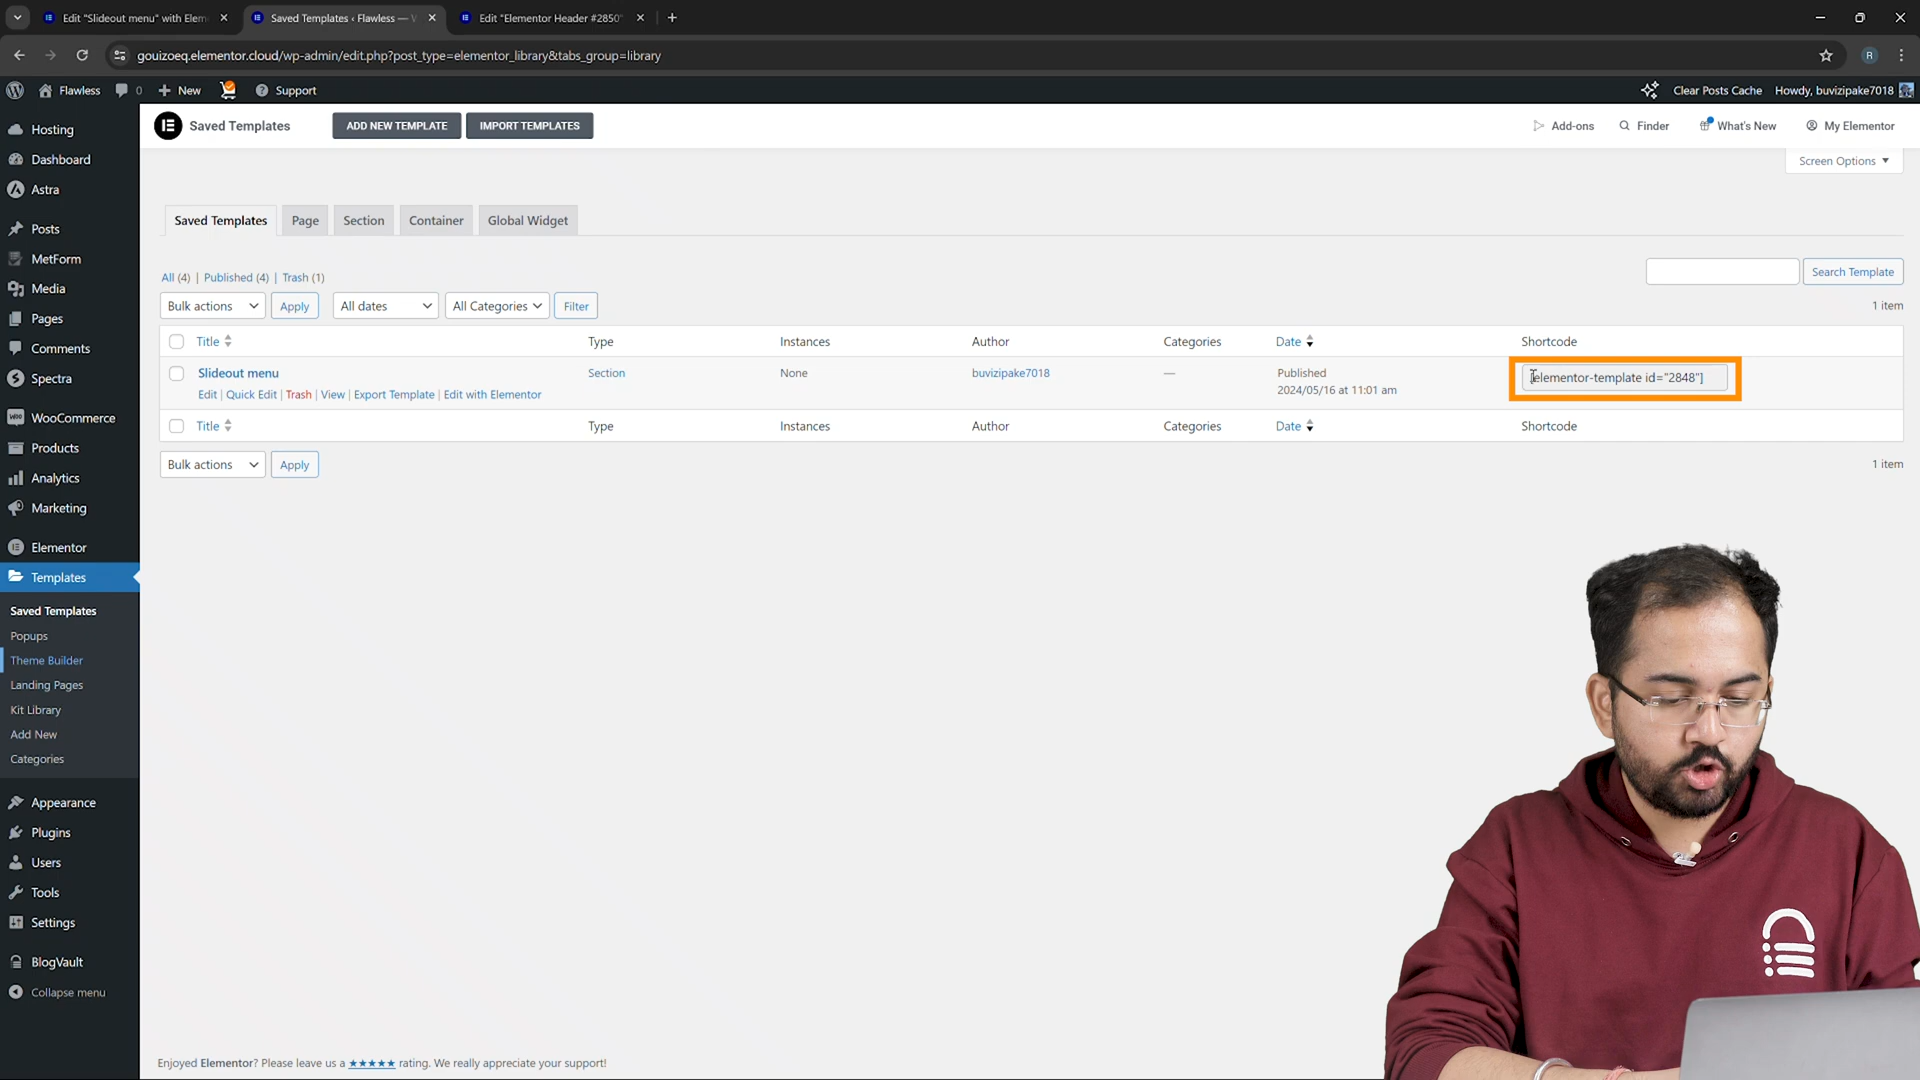 Edit "Slideout menu" with Elem
Saved Templates ‹ Flawless — W
Edit "Elementor Header #2850"
gouizoeq.elementor.cloud/wp-admin/edit.php?post_type=elementor_library&tabs_group=library
R
Flawless
0
New
Support
Clear Posts Cache
Howdy, buvizipake7018
Hosting
Dashboard
Astra
Posts
MetForm
Media
Pages
Comments
Spectra
WooCommerce
Products
Analytics
Marketing
Elementor
Templates
Saved Templates
Popups
Theme Builder
Landing Pages
Kit Library
Add New
Categories
Appearance
Plugins
Users
Tools
Settings
BlogVault
Collapse menu
Saved Templates
ADD NEW TEMPLATE
IMPORT TEMPLATES
Add-ons
Finder
What's New
My Elementor
Screen Options
Saved Templates
Page
Section
Container
Global Widget
All (4) | Published (4) | Trash (1)
Search Template
Bulk actions
Apply
All dates
All Categories
Filter
1 item
Title
Type
Instances
Author
Categories
Date
Shortcode
Slideout menu
Section
None
buvizipake7018
—
Published
2024/05/16 at 11:01 am
[elementor-template id="2848"]
Edit | Quick Edit | Trash | View | Export Template | Edit with Elementor
Title
Type
Instances
Author
Categories
Date
Shortcode
Bulk actions
Apply
1 item
Enjoyed Elementor? Please leave us a ★★★★★ rating. We really appreciate your support!